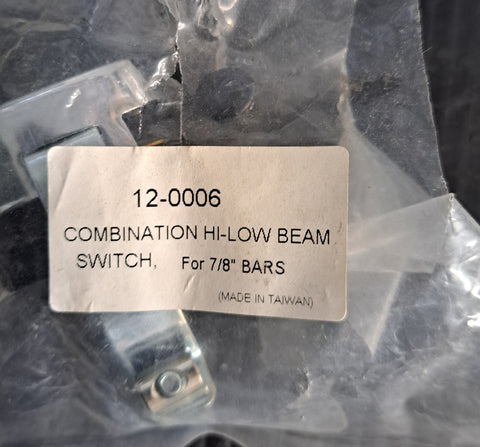 12-0006
COMBINATION HI-LOW BEAM
SWITCH, For 7/8" BARS
(MADE IN TAIWAN)